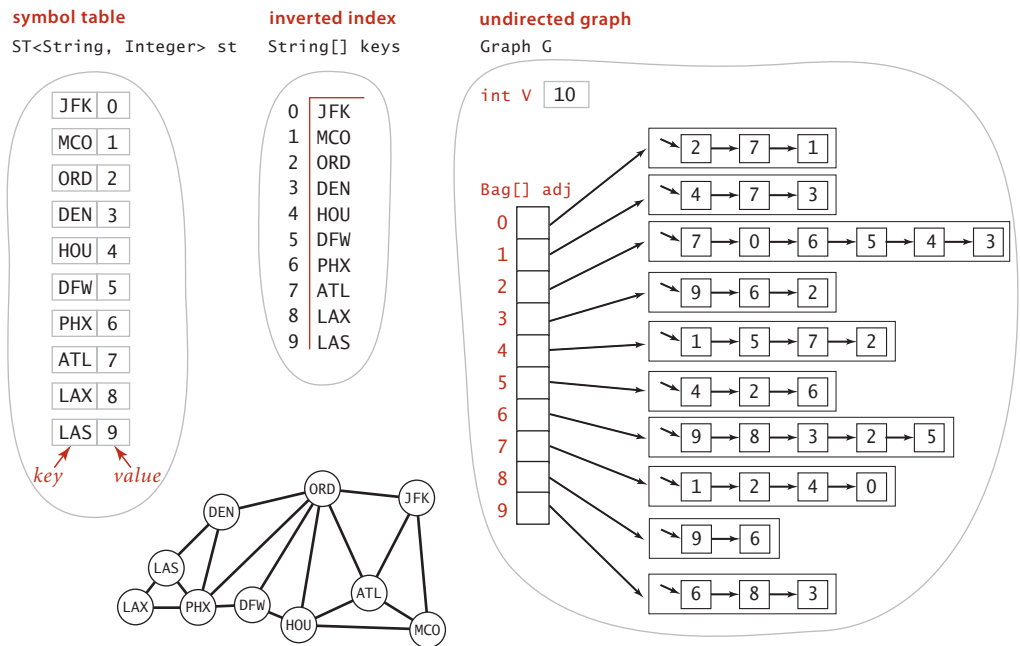 symbol table
ST<String, Integer> st
JFK 0
MCO 1
ORD 2
DEN 3
HOU 4
DFW 5
PHX 6
ATL 7
LAX 8
LAS 9
key
value
inverted index
String[] keys
0 JFK
1 MCO
2 ORD
3 DEN
4 HOU
5 DFW
6 PHX
7 ATL
8 LAX
9 LAS
undirected graph
Graph G
int V 10
Bag[] adj
0
1
2
3
4
5
6
7
8
9
2 7 1
4 7 3
7 0 6 5 4 3
9 6 2
1 5 7 2
4 2 6
9 8 3 2 5
1 2 4 0
9 6
6 8 3
ORD
JFK
DEN
LAS
LAX
PHX
DFW
ATL
HOU
MCO